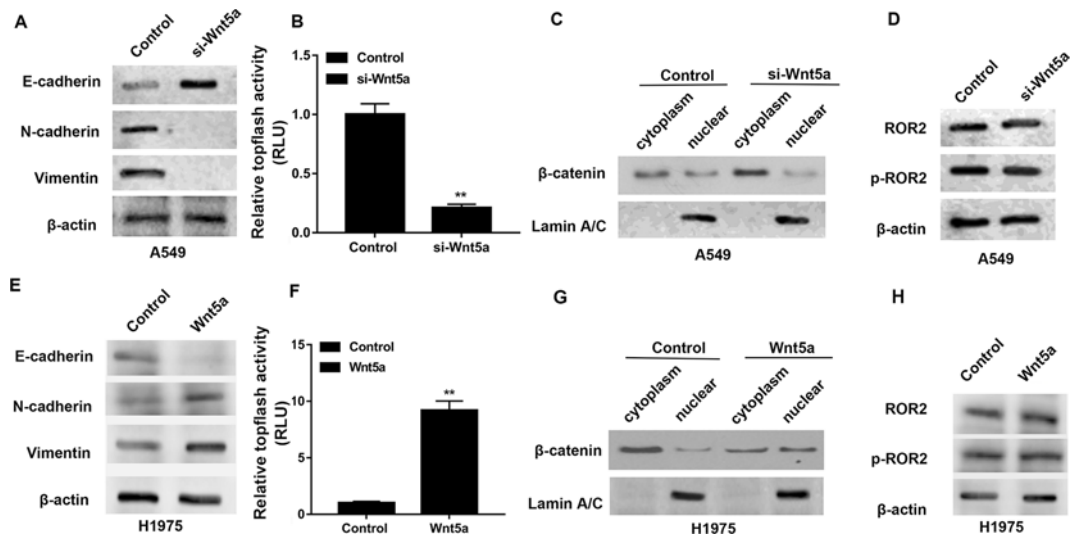 A
Control
si-Wnt5a
E-cadherin
N-cadherin
Vimentin
β-actin
A549
B
Relative topflash activity
(RLU)
1.5
1.0
0.5
0.0
Control
si-Wnt5a
**
Control
si-Wnt5a
C
Control
si-Wnt5a
cytoplasm
nuclear
cytoplasm
nuclear
β-catenin
Lamin A/C
A549
D
Control
si-Wnt5a
ROR2
p-ROR2
β-actin
A549
E
Control
Wnt5a
E-cadherin
N-cadherin
Vimentin
β-actin
H1975
F
Relative topflash activity
(RLU)
15
10
5
0
Control
Wnt5a
**
Control
Wnt5a
G
Control
Wnt5a
cytoplasm
nuclear
cytoplasm
nuclear
β-catenin
Lamin A/C
H1975
H
Control
Wnt5a
ROR2
p-ROR2
β-actin
H1975